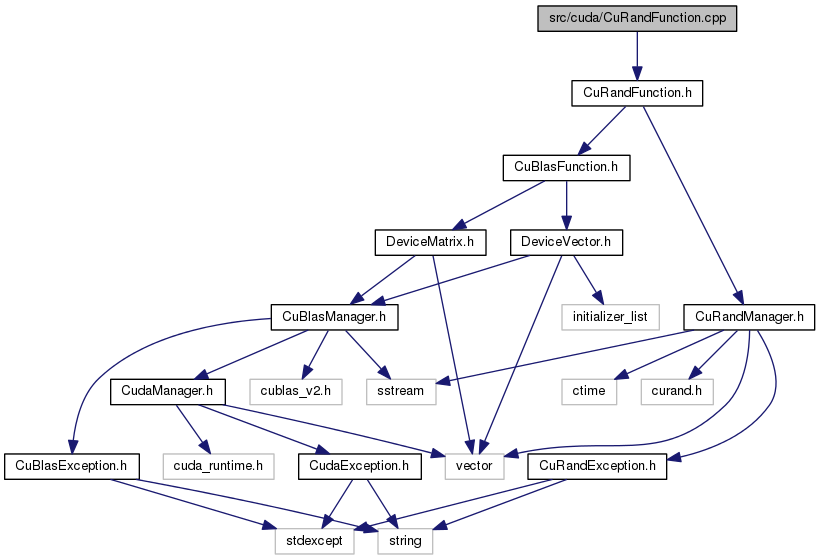 src/cuda/CuRandFunction.cpp
CuRandFunction.h
CuBlasFunction.h
DeviceMatrix.h
DeviceVector.h
CuBlasManager.h
initializer_list
CuRandManager.h
CudaManager.h
cublas_v2.h
sstream
ctime
curand.h
CuBlasException.h
cuda_runtime.h
CudaException.h
vector
CuRandException.h
stdexcept
string